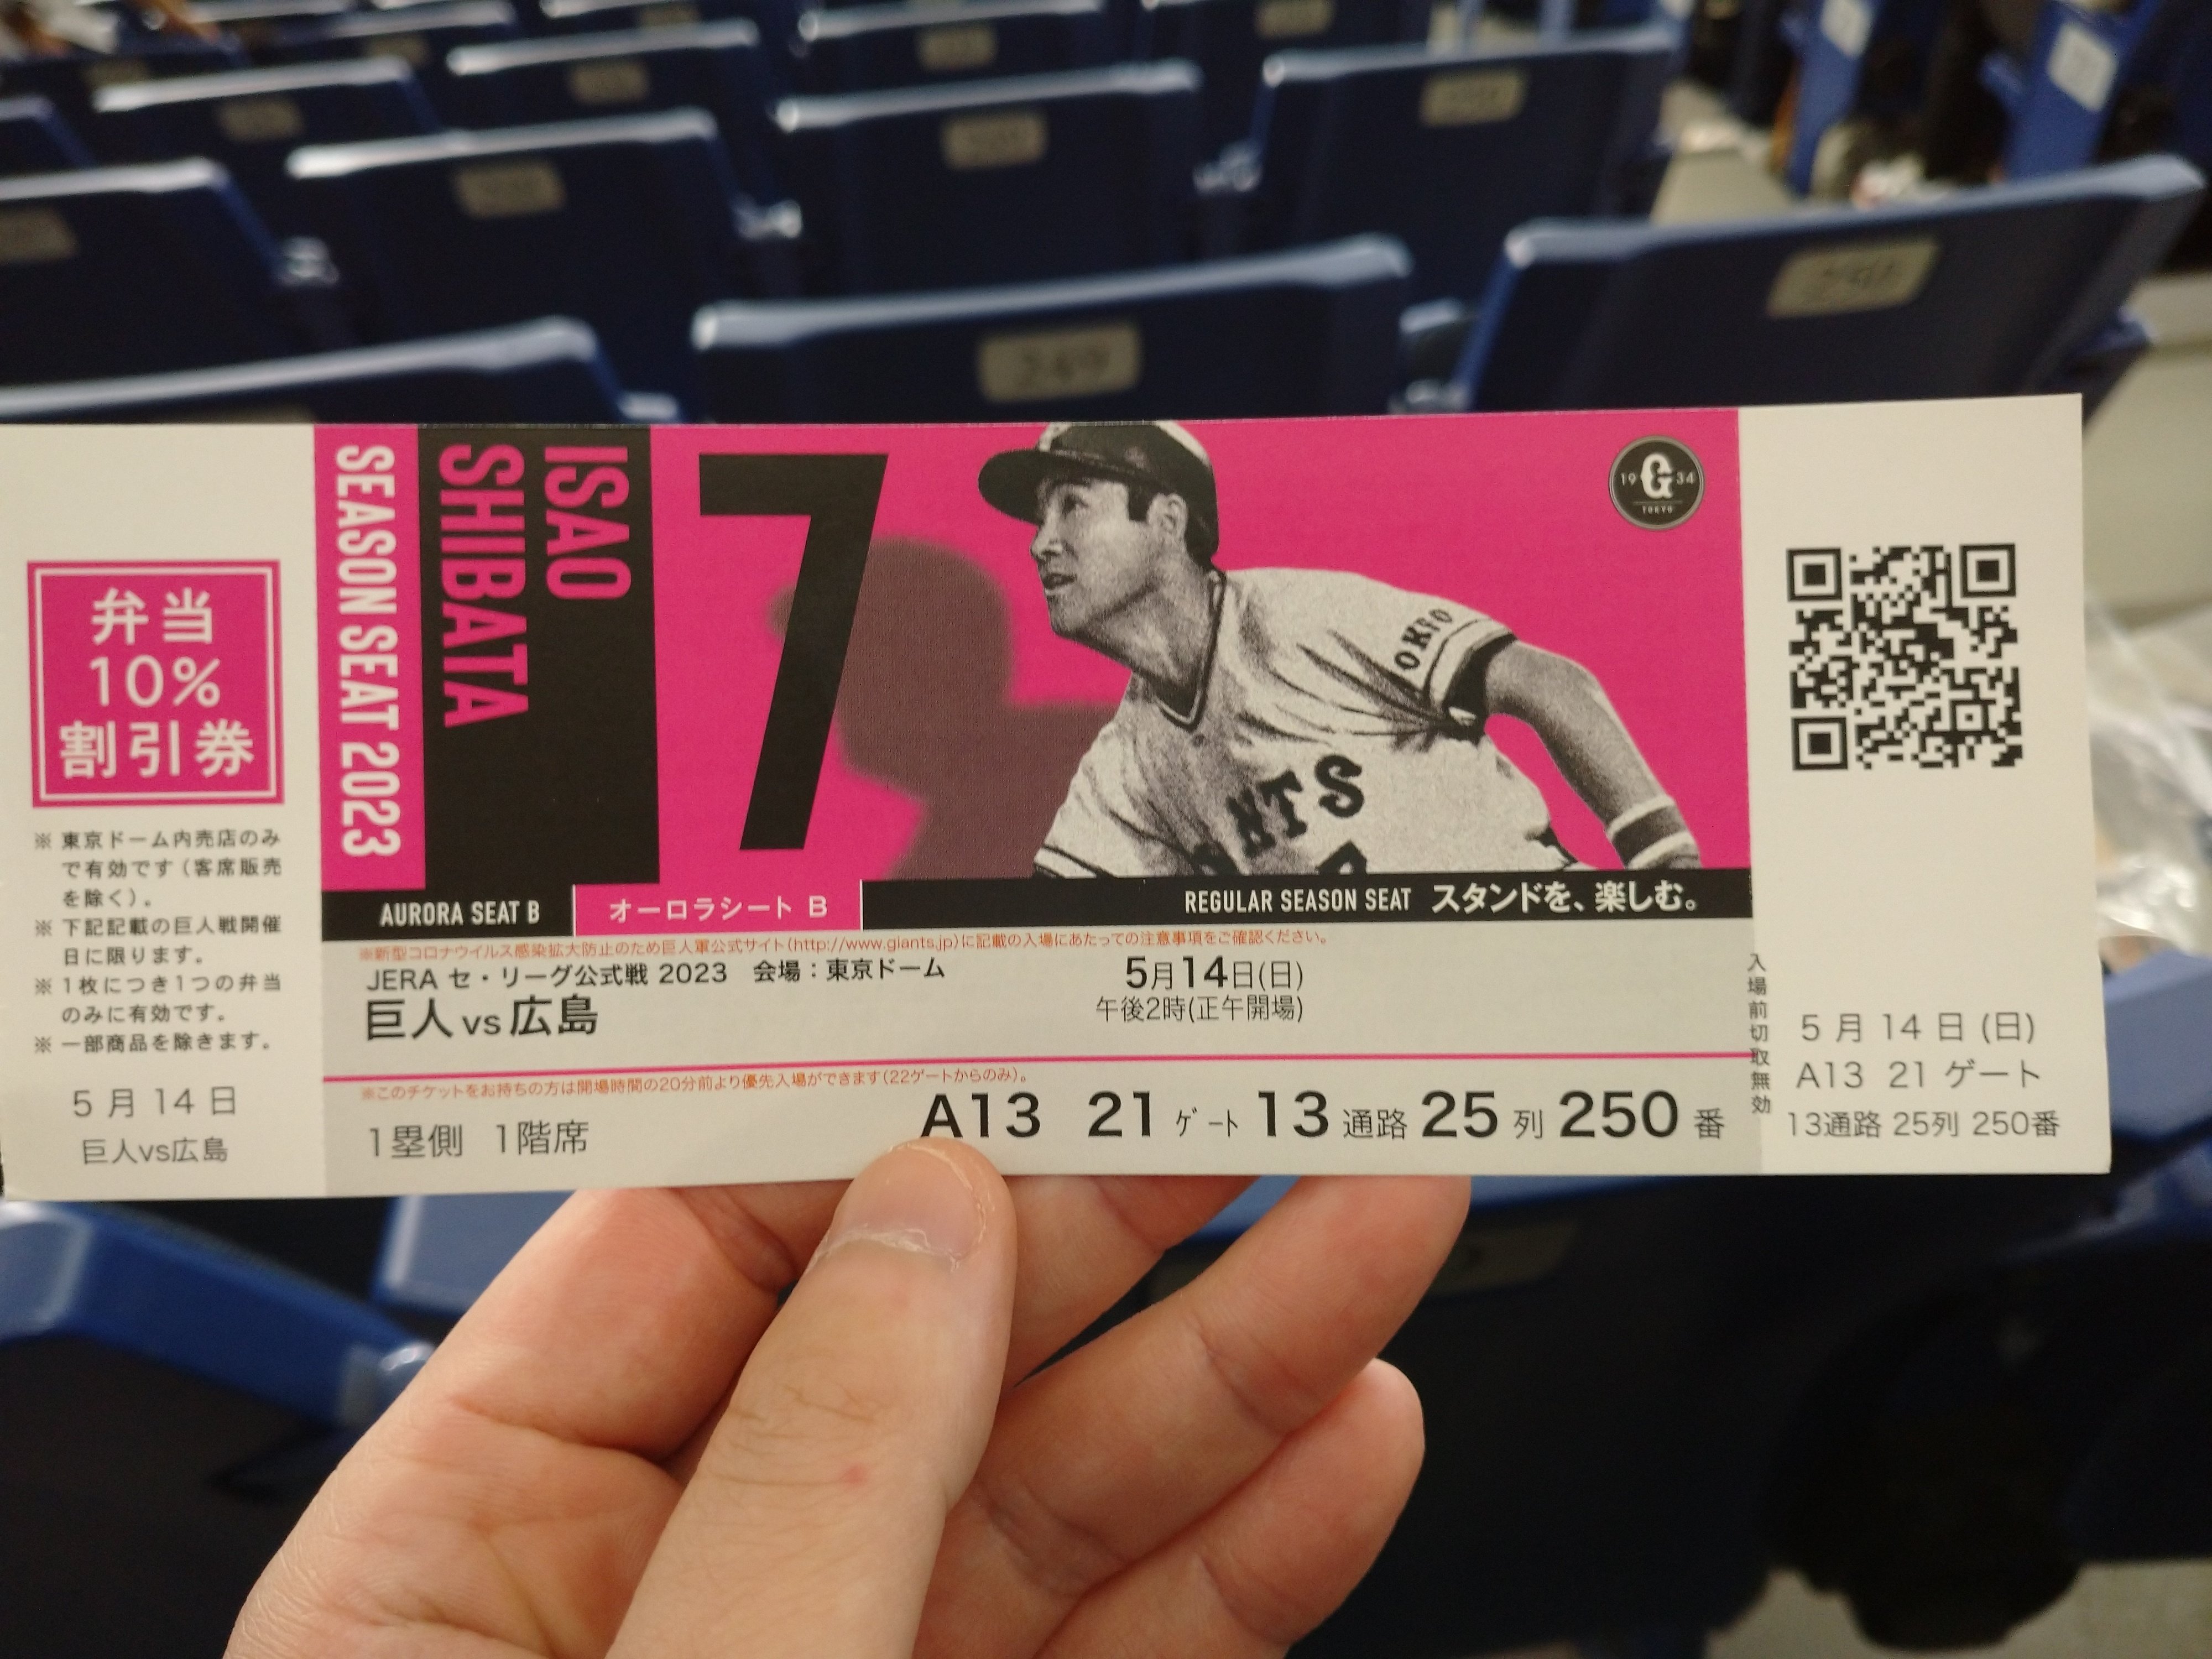 249
250
弁当
10%
割引券
※ 東京ドーム内売店のみ
で有効です（客席販売
を除く）。
※ 下記記載の巨人戦開催
日に限ります。
※ 1枚につき1つの弁当
のみに有効です。
※ 一部商品を除きます。
5月14日
巨人vs広島
SEASON SEAT 2023
ISAO
SHIBATA
7
19 G 34
TOKYO
OKYO
ANTS
AURORA SEAT B
オーロラシート B
REGULAR SEASON SEAT スタンドを、楽しむ。
※新型コロナウイルス感染拡大防止のため巨人軍公式サイト(http://www.giants.jp)に記載の入場にあたっての注意事項をご確認ください。
JERA セ・リーグ公式戦 2023 会場：東京ドーム
巨人vs広島
5月14日(日)
午後2時(正午開場)
※このチケットをお持ちの方は開場時間の20分前より優先入場ができます(22ゲートからのみ)。
1塁側 1階席
A13 21 ゲート 13 通路 25 列 250 番
入場前切取無効
5月14日(日)
A13 21 ゲート
13通路 25列 250番